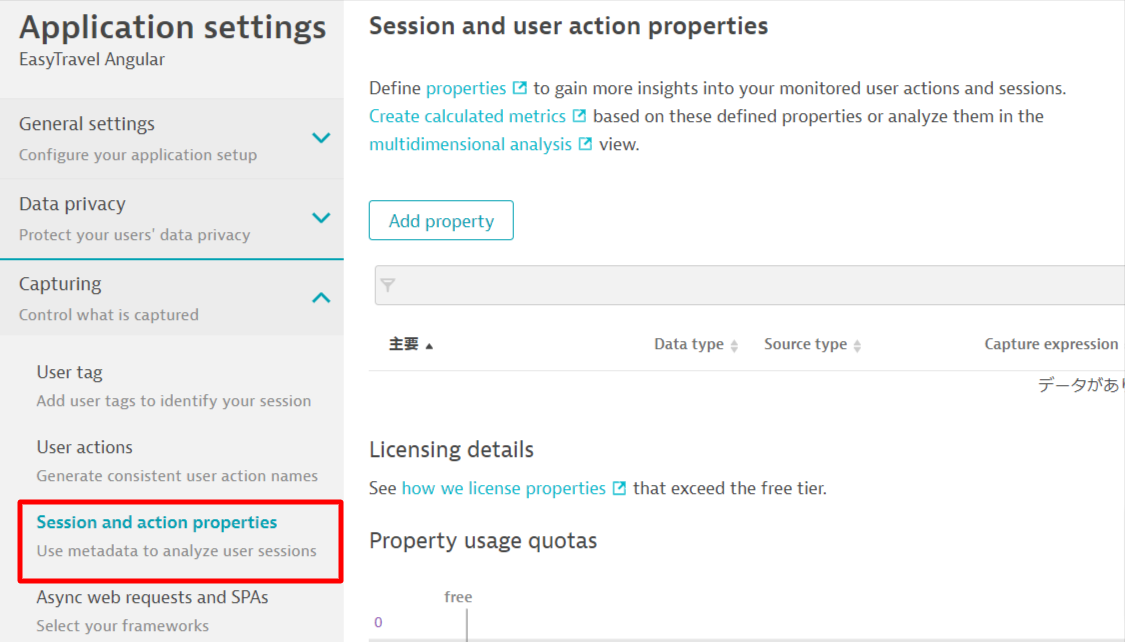 Application settings
EasyTravel Angular
General settings
Configure your application setup
Data privacy
Protect your users' data privacy
Capturing
Control what is captured
User tag
Add user tags to identify your session
User actions
Generate consistent user action names
Session and action properties
Use metadata to analyze user sessions
Async web requests and SPAs
Select your frameworks
Session and user action properties
Define properties to gain more insights into your monitored user actions and sessions.
Create calculated metrics based on these defined properties or analyze them in the
multidimensional analysis view.
Add property
主要 Data type Source type Capture expression
データがあ
Licensing details
See how we license properties that exceed the free tier.
Property usage quotas
free
0